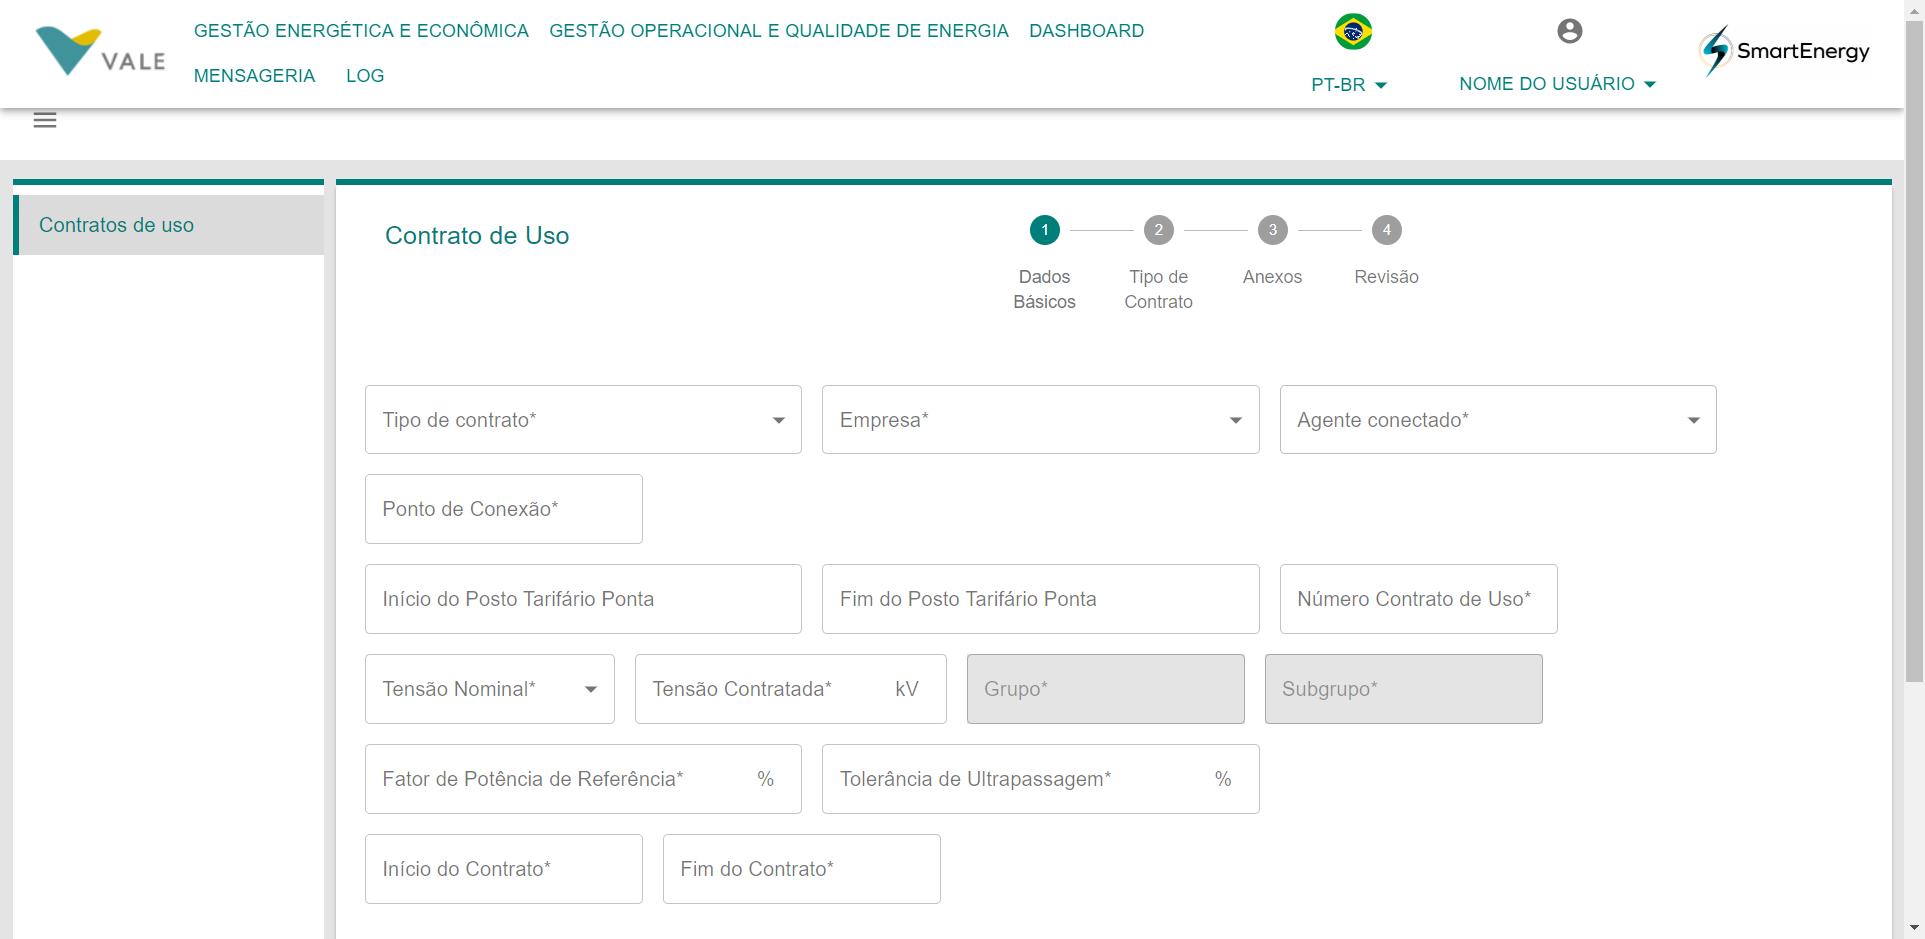 VALE
GESTÃO ENERGÉTICA E ECONÔMICA GESTÃO OPERACIONAL E QUALIDADE DE ENERGIA DASHBOARD
MENSAGERIA LOG
PT-BR
NOME DO USUÁRIO
SmartEnergy
Contratos de uso
Contrato de Uso
1 2 3 4
Dados Básicos
Tipo de Contrato
Anexos
Revisão
Tipo de contrato* Empresa* Agente conectado*
Ponto de Conexão*
Início do Posto Tarifário Ponta Fim do Posto Tarifário Ponta Número Contrato de Uso*
Tensão Nominal* Tensão Contratada* kV Grupo* Subgrupo*
Fator de Potência de Referência* % Tolerância de Ultrapassagem* %
Início do Contrato* Fim do Contrato*